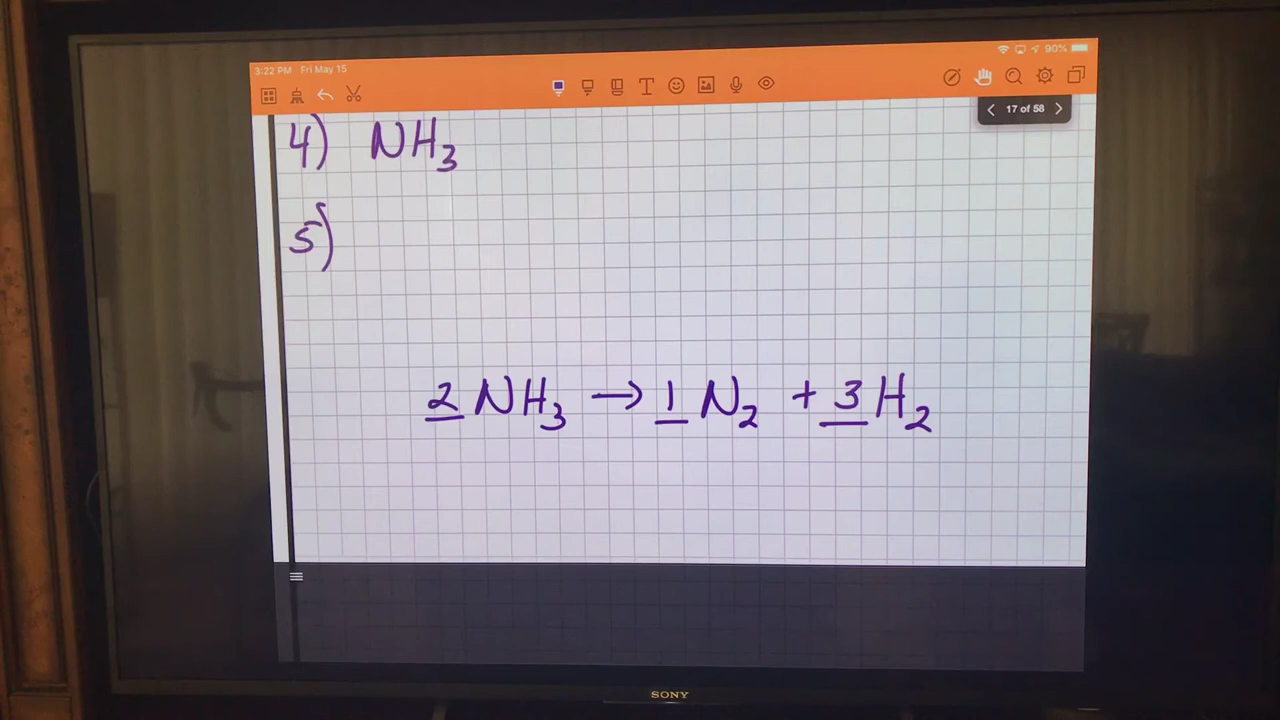 3:22 PM Fri May 15
90%
17 of 58
4) NH₃
5)
2 NH₃ → 1 N₂ + 3 H₂
SONY